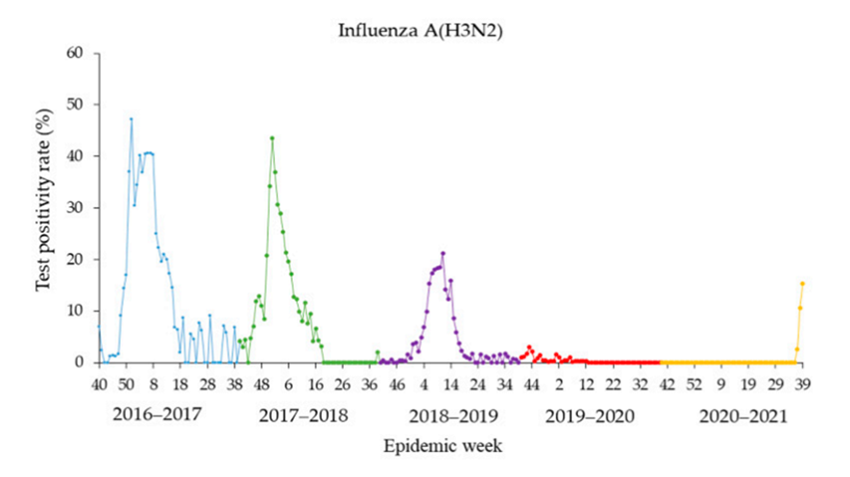 Influenza A(H3N2)
Test positivity rate (%)
60
50
40
30
20
10
0
40 50 8 18 28 38 48 6 16 26 36 46 4 14 24 34 44 2 12 22 32 42 52 9 19 29 39
2016–2017 2017–2018 2018–2019 2019–2020 2020–2021
Epidemic week